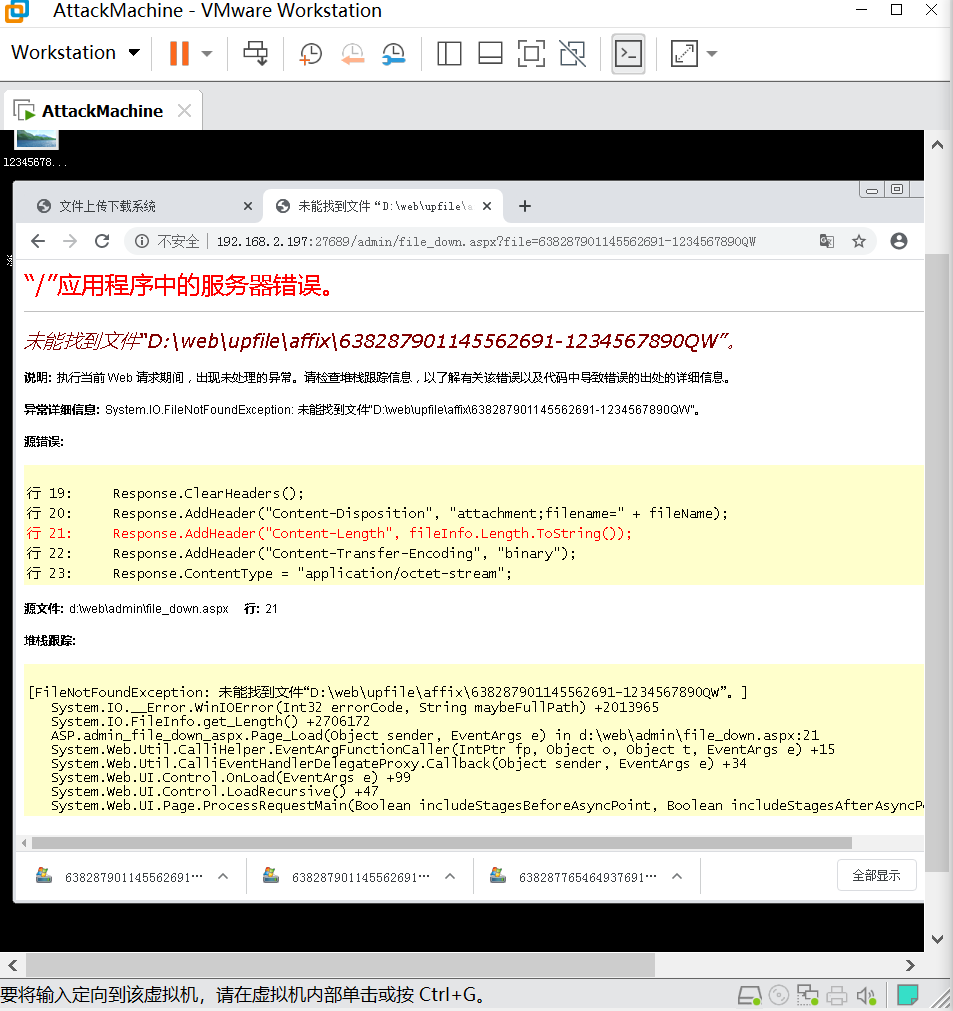 AttackMachine - VMware Workstation
Workstation
AttackMachine
12345678...
文件上传下载系统
未能找到文件“D:\web\upfile\a
不安全 | 192.168.2.197:27689/admin/file_down.aspx?file=638287901145562691-1234567890QW
“/”应用程序中的服务器错误。
未能找到文件“D:\web\upfile\affix\638287901145562691-1234567890QW”。
说明: 执行当前 Web 请求期间，出现未处理的异常。请检查堆栈跟踪信息，以了解有关该错误以及代码中导致错误的出处的详细信息。
异常详细信息: System.IO.FileNotFoundException: 未能找到文件“D:\web\upfile\affix\638287901145562691-1234567890QW”。
源错误:
行 19: Response.ClearHeaders();
行 20: Response.AddHeader("Content-Disposition", "attachment;filename=" + fileName);
行 21: Response.AddHeader("Content-Length", fileInfo.Length.ToString());
行 22: Response.AddHeader("Content-Transfer-Encoding", "binary");
行 23: Response.ContentType = "application/octet-stream";
源文件: d:\web\admin\file_down.aspx 行: 21
堆栈跟踪:
[FileNotFoundException: 未能找到文件“D:\web\upfile\affix\638287901145562691-1234567890QW”。]
System.IO.__Error.WinIOError(Int32 errorCode, String maybeFullPath) +2013965
System.IO.FileInfo.get_Length() +2706172
ASP.admin_file_down_aspx.Page_Load(Object sender, EventArgs e) in d:\web\admin\file_down.aspx:21
System.Web.Util.CalliHelper.EventArgFunctionCaller(IntPtr fp, Object o, Object t, EventArgs e) +15
System.Web.Util.CalliEventHandlerDelegateProxy.Callback(Object sender, EventArgs e) +34
System.Web.UI.Control.OnLoad(EventArgs e) +99
System.Web.UI.Control.LoadRecursive() +47
System.Web.UI.Page.ProcessRequestMain(Boolean includeStagesBeforeAsyncPoint, Boolean includeStagesAfterAsyncP
638287901145562691···
638287901145562691···
638287765464937691···
全部显示
要将输入定向到该虚拟机，请在虚拟机内部单击或按 Ctrl+G。